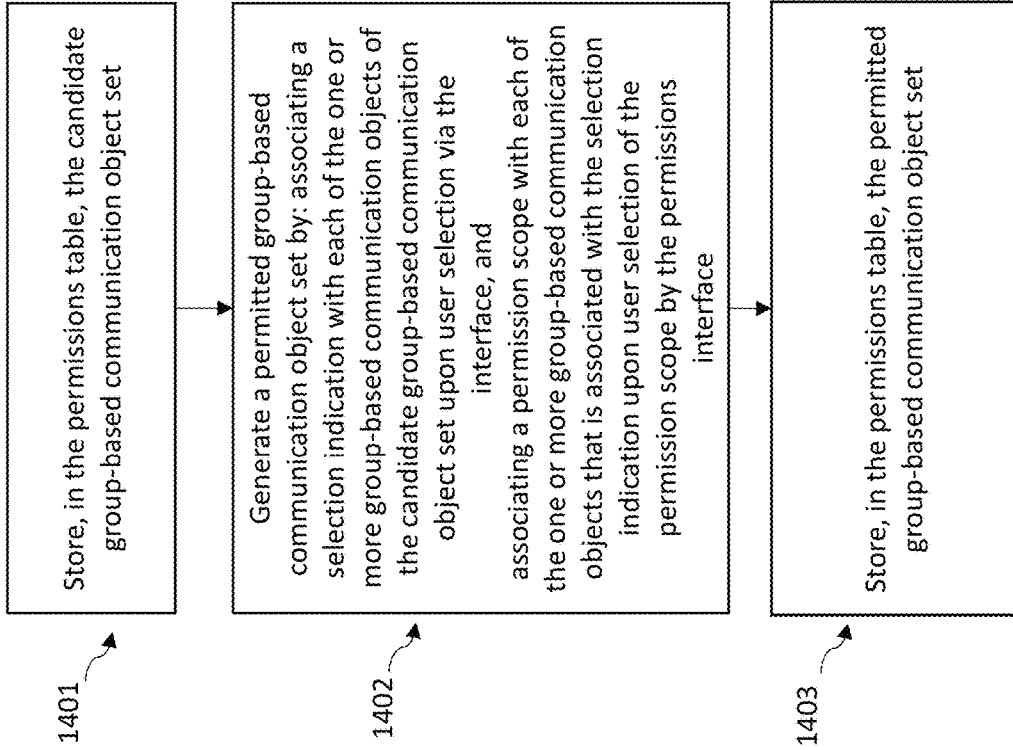 1401
Store, in the permissions table, the candidate
group-based communication object set
1402
Generate a permitted group-based
communication object set by: associating a
selection indication with each of the one or
more group-based communication objects of
the candidate group-based communication
object set upon user selection via the
interface, and
associating a permission scope with each of
the one or more group-based communication
objects that is associated with the selection
indication upon user selection of the
permission scope by the permissions
interface
1403
Store, in the permissions table, the permitted
group-based communication object set